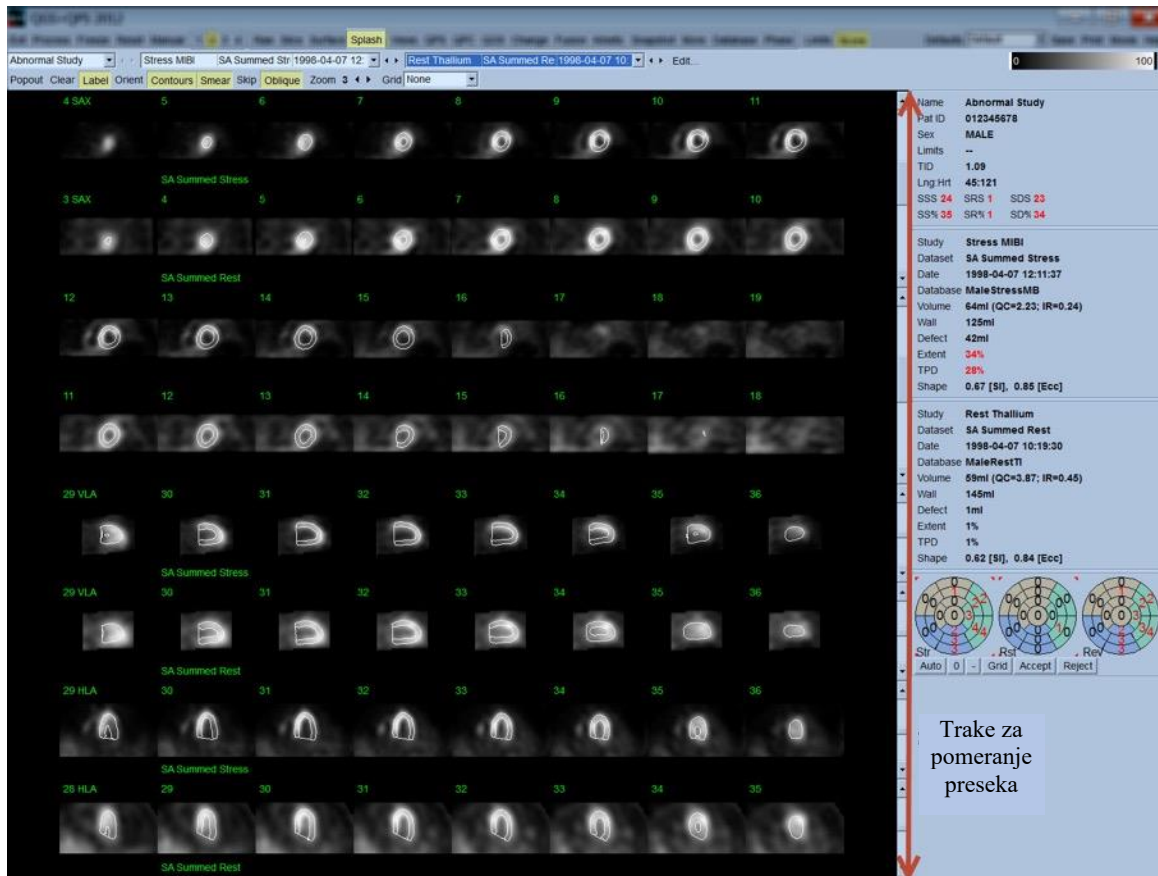 QGS+QPS 2012
Splash
Abnormal Study Stress MIBI SA Summed Str 1998-04-07 12: Rest Thallium SA Summed Re 1998-04-07 10: Edit...
0 100
Popout Clear Label Orient Contours Smear Skip Oblique Zoom 3 Grid None
4 SAX 5 6 7 8 9 10 11
SA Summed Stress
3 SAX 4 5 6 7 8 9 10
SA Summed Rest
12 13 14 15 16 17 18 19
11 12 13 14 15 16 17 18
29 VLA 30 31 32 33 34 35 36
SA Summed Stress
29 VLA 30 31 32 33 34 35 36
SA Summed Rest
29 HLA 30 31 32 33 34 35 36
SA Summed Stress
28 HLA 29 30 31 32 33 34 35
SA Summed Rest
Name Abnormal Study
Pat ID 012345678
Sex MALE
Limits --
TID 1.09
Lng:Hrt 45:121
SSS 24 SRS 1 SDS 23
SS% 35 SR% 1 SD% 34
Study Stress MIBI
Dataset SA Summed Stress
Date 1998-04-07 12:11:37
Database MaleStressMB
Volume 64ml (QC=2.23; IR=0.24)
Wall 125ml
Defect 42ml
Extent 34%
TPD 28%
Shape 0.67 [SI], 0.85 [Ecc]
Study Rest Thallium
Dataset SA Summed Rest
Date 1998-04-07 10:19:30
Database MaleRestTl
Volume 59ml (QC=3.87; IR=0.45)
Wall 145ml
Defect 1ml
Extent 1%
TPD 1%
Shape 0.62 [SI], 0.84 [Ecc]
Str Rst Rev
Auto 0 - Grid Accept Reject
Trake za
pomeranje
preseka